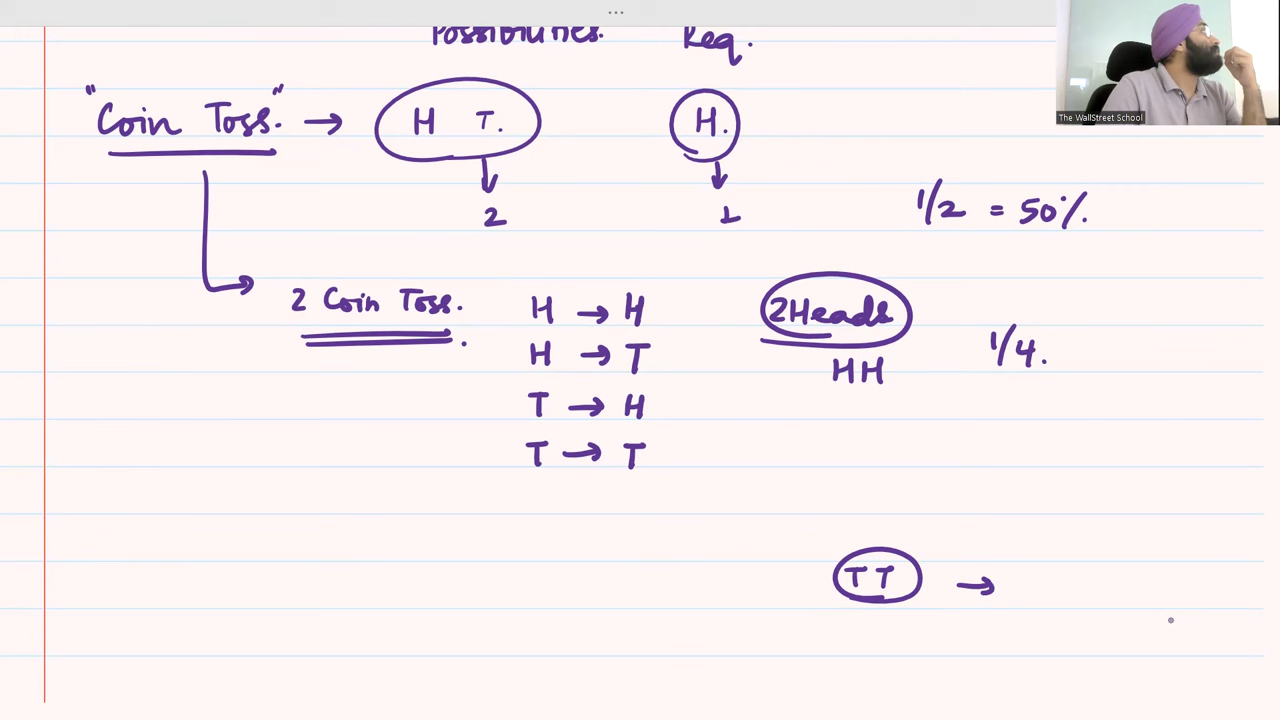 Possibilities. Req.
The WallStreet School
"Coin Toss." → H T. H.
2 1
1/2 = 50%.
2 Coin Toss. H → H 2Heads
H → T HH 1/4.
T → H
T → T
TT →